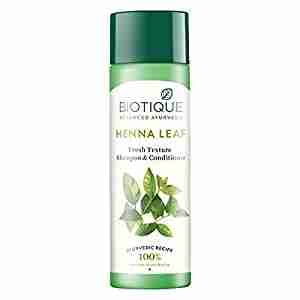 BIOTIQUE
ADVANCED AYURVEDA
HENNA LEAF
Fresh Texture
Shampoo & Conditioner
AYURVEDIC RECIPE
100%